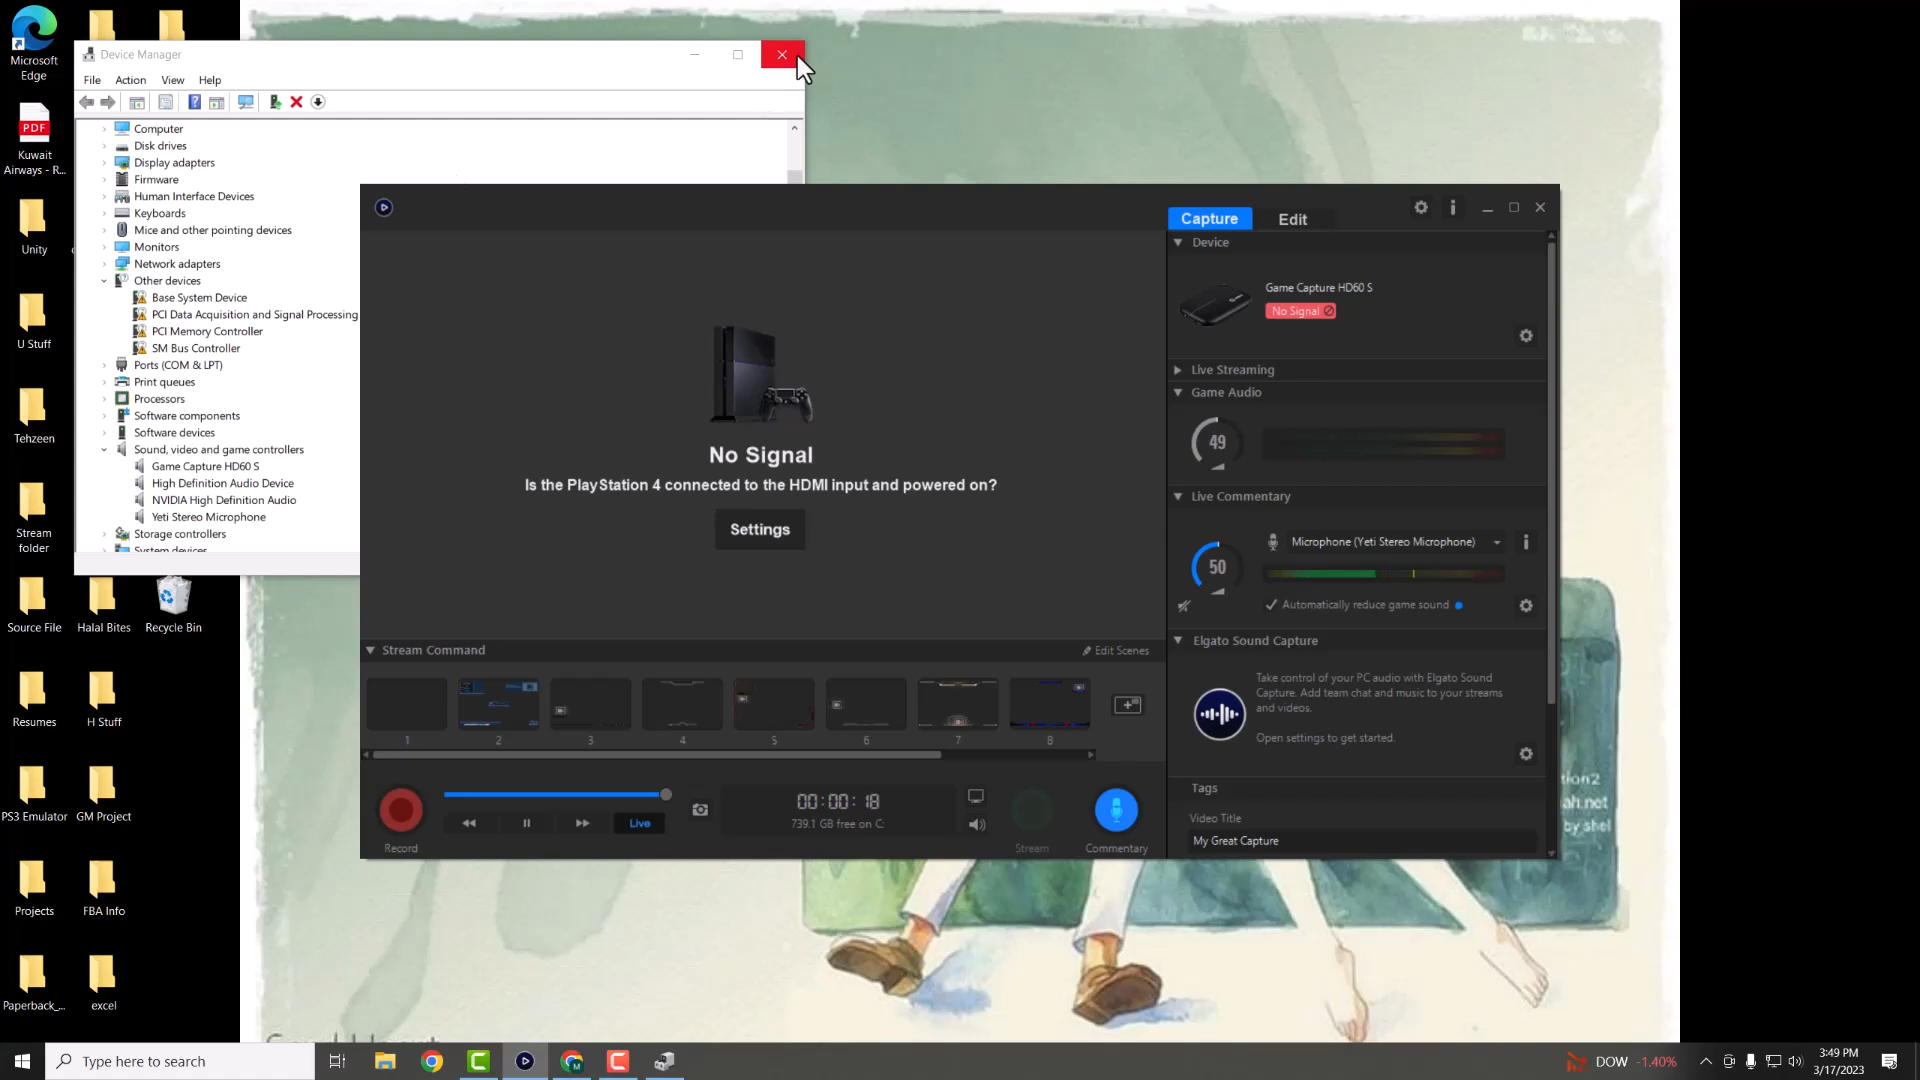 Microsoft
Edge
PDF
Kuwait
Airways - R...
Unity
U Stuff
Tehzeen
Stream
folder
Source File
Halal Bites
Recycle Bin
Resumes
H Stuff
PS3 Emulator
GM Project
Projects
FBA Info
Paperback_...
excel
Device Manager
File Action View Help
Computer
Disk drives
Display adapters
Firmware
Human Interface Devices
Keyboards
Mice and other pointing devices
Monitors
Network adapters
Other devices
Base System Device
PCI Data Acquisition and Signal Processing
PCI Memory Controller
SM Bus Controller
Ports (COM & LPT)
Print queues
Processors
Software components
Software devices
Sound, video and game controllers
Game Capture HD60 S
High Definition Audio Device
NVIDIA High Definition Audio
Yeti Stereo Microphone
Storage controllers
System devices
No Signal
Is the PlayStation 4 connected to the HDMI input and powered on?
Settings
Stream Command
Edit Scenes
1 2 3 4 5 6 7 8
Record
Live
00:00:18
739.1 GB free on C:
Stream
Commentary
Capture Edit
Device
Game Capture HD60 S
No Signal
Live Streaming
Game Audio
49
Live Commentary
Microphone (Yeti Stereo Microphone)
50
Automatically reduce game sound
Elgato Sound Capture
Take control of your PC audio with Elgato Sound
Capture. Add team chat and music to your streams
and videos.
Open settings to get started.
Tags
Video Title
My Great Capture
tion2
ah.net
by shel
Type here to search
DOW -1.40%
3:49 PM
3/17/2023